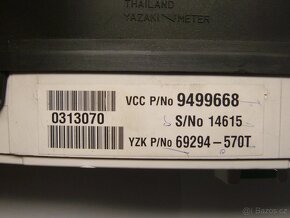 THAILAND
YAZAKI METER
VCC P/No 9499668
0313070
S/No 14615
YZK P/No 69294-570T